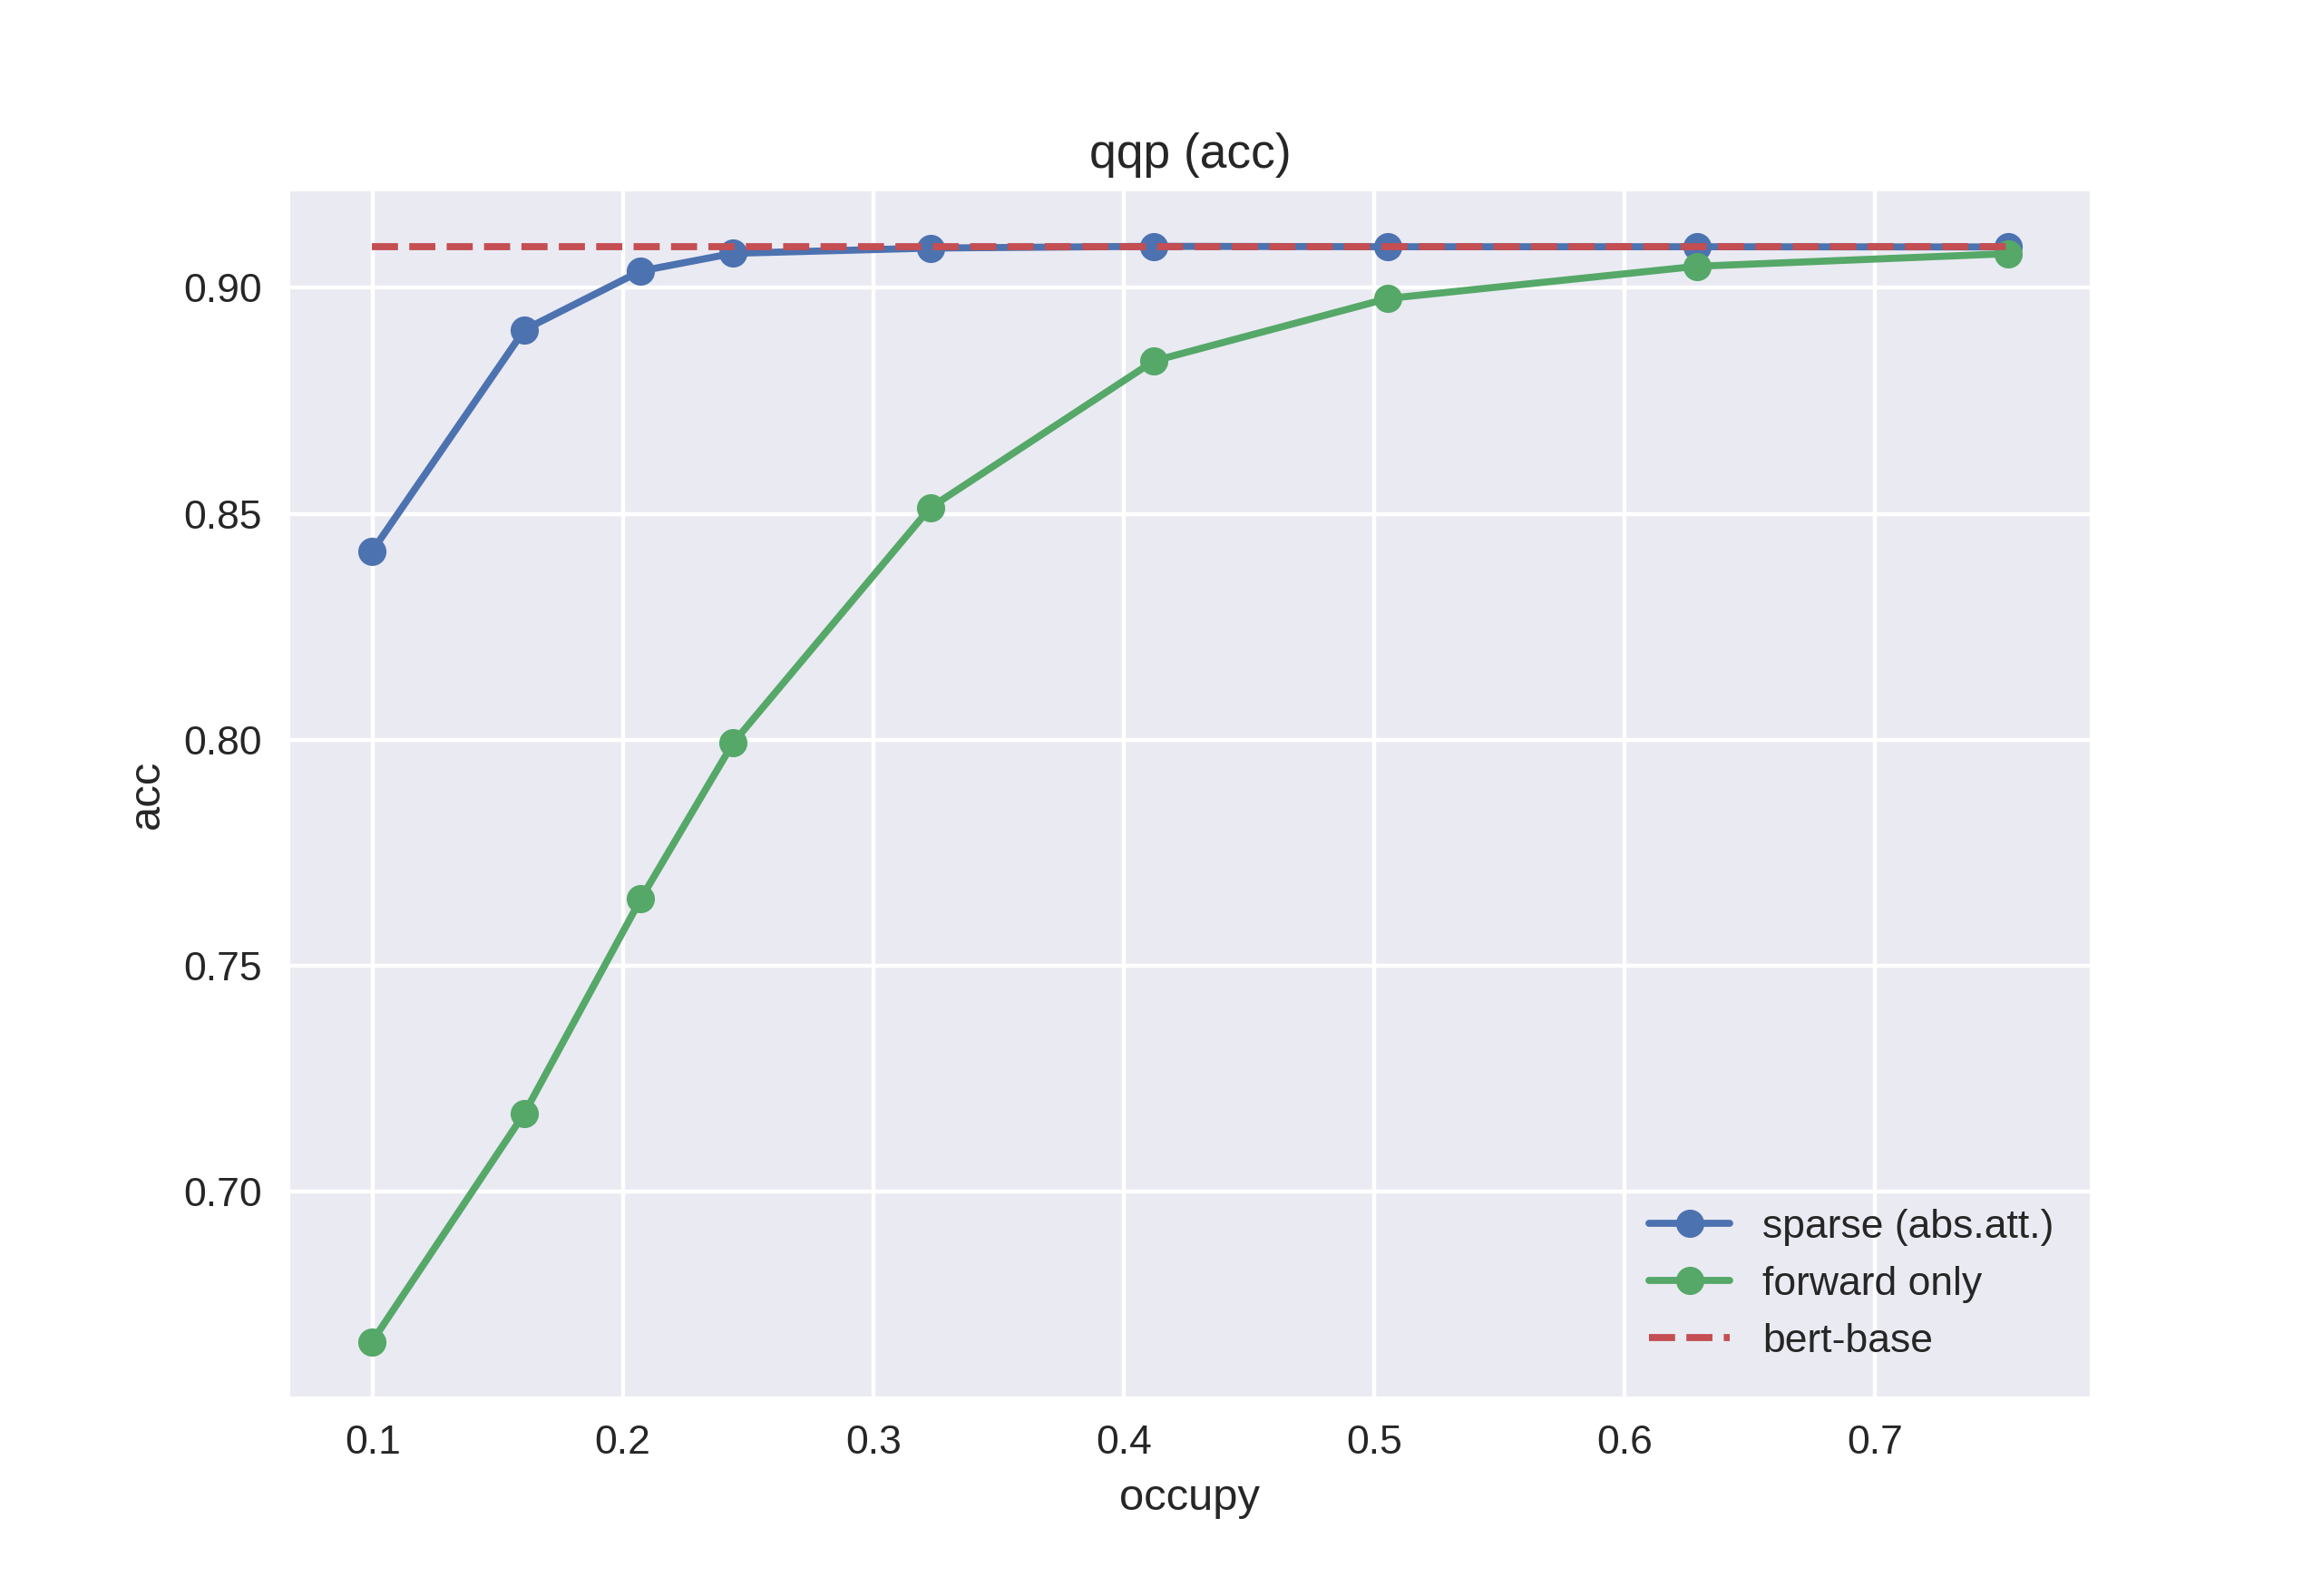 qqp (acc)
acc
0.90
0.85
0.80
0.75
0.70
0.1 0.2 0.3 0.4 0.5 0.6 0.7
occupy
sparse (abs.att.)
forward only
bert-base